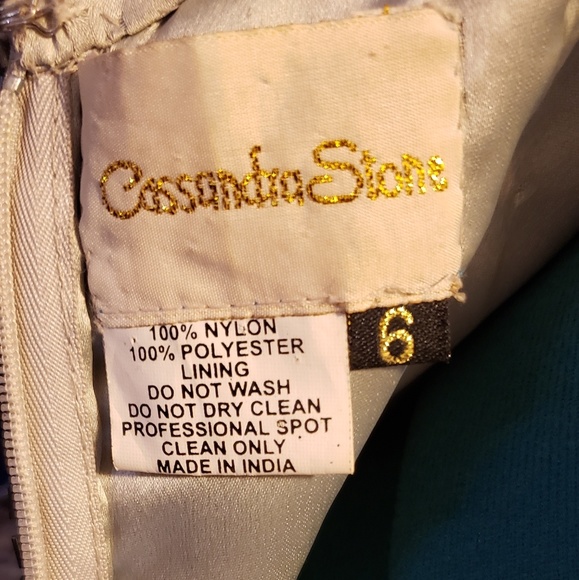 Cassandra Stone
6
100% NYLON
100% POLYESTER
LINING
DO NOT WASH
DO NOT DRY CLEAN
PROFESSIONAL SPOT
CLEAN ONLY
MADE IN INDIA